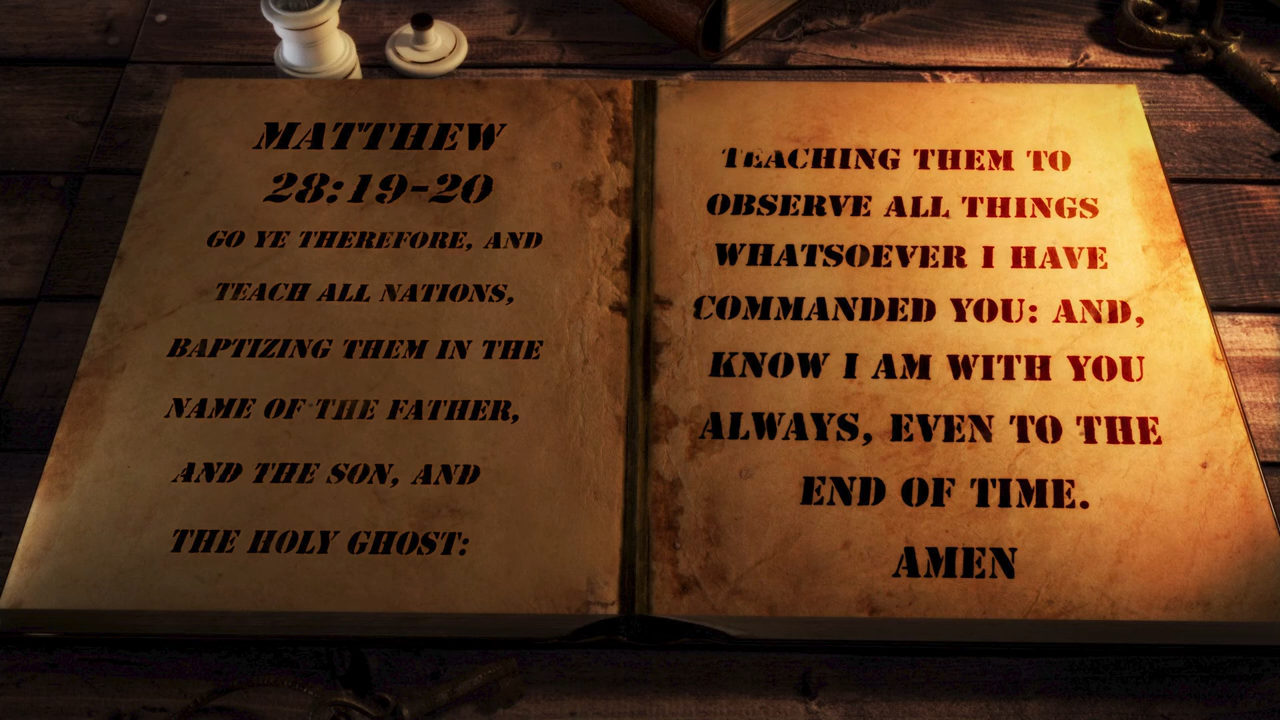 MATTHEW
28:19-20
GO YE THEREFORE, AND
TEACH ALL NATIONS,
BAPTIZING THEM IN THE
NAME OF THE FATHER,
AND THE SON, AND
THE HOLY GHOST:
TEACHING THEM TO
OBSERVE ALL THINGS
WHATSOEVER I HAVE
COMMANDED YOU: AND,
KNOW I AM WITH YOU
ALWAYS, EVEN TO THE
END OF TIME.
AMEN